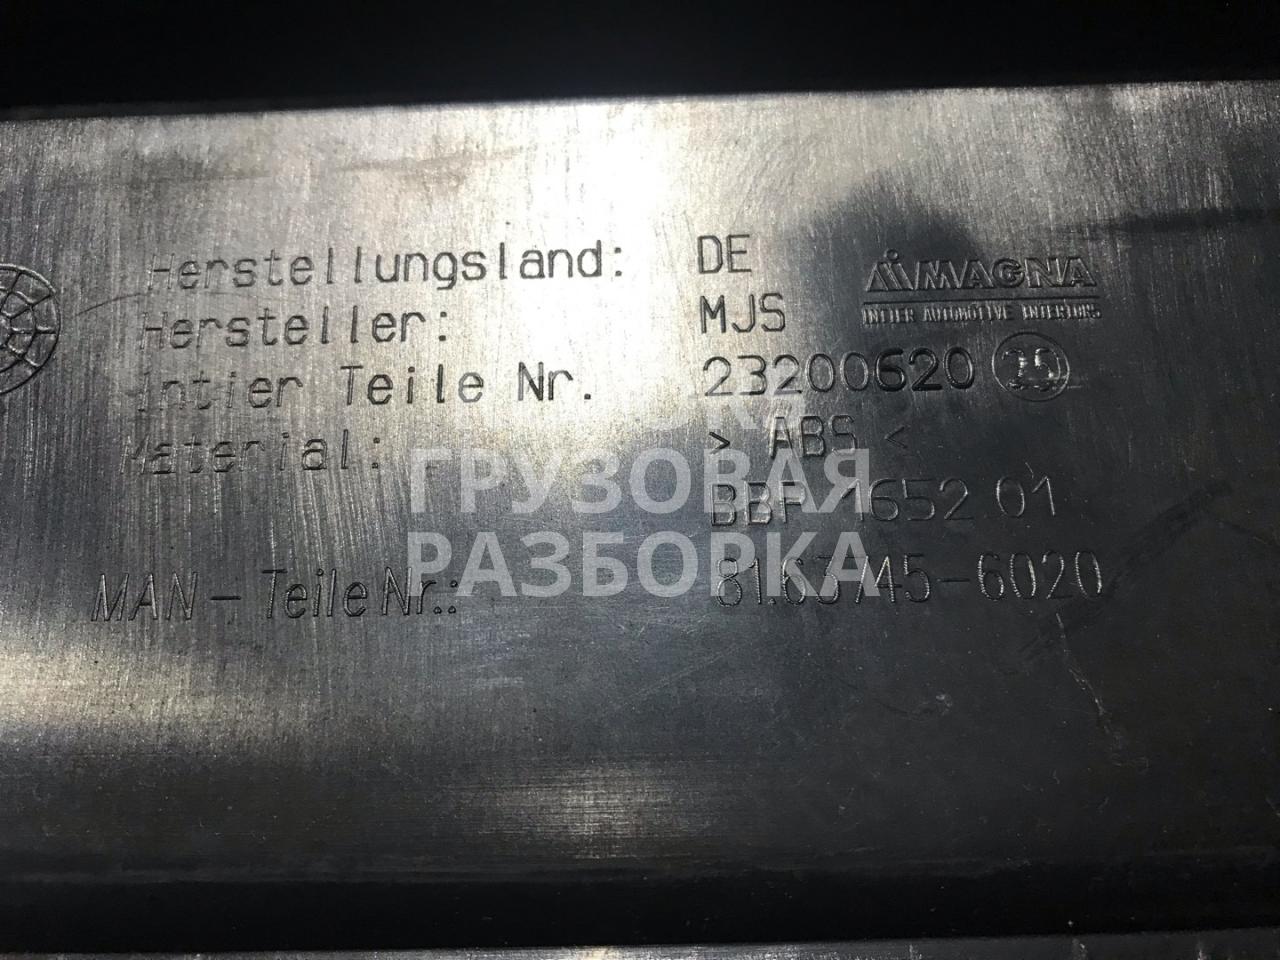 Herstellungsland: DE
Hersteller: MJS
Intier Teile Nr. 23200620 25
Material: > ABS <
BBP 1652 01
MAN - Teile Nr.: 81.63745-6020
MAGNA
INTIER AUTOMOTIVE INTERIORS
ГРУЗОВАЯ
РАЗБОРКА